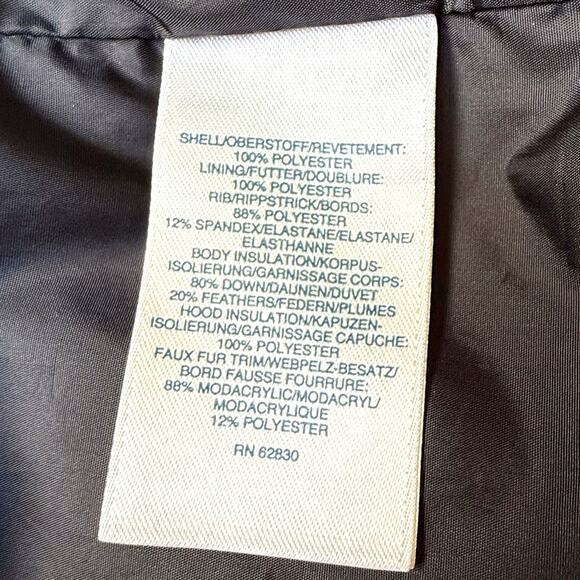 SHELL/OBERSTOFF/REVETEMENT:
100% POLYESTER
LINING/FUTTER/DOUBLURE:
100% POLYESTER
RIB/RIPPSTRICK/BORDS:
88% POLYESTER
12% SPANDEX/ELASTANE/ELASTANE/
ELASTHANNE
BODY INSULATION/KORPUS-
ISOLIERUNG/GARNISSAGE CORPS:
80% DOWN/DAUNEN/DUVET
20% FEATHERS/FEDERN/PLUMES
HOOD INSULATION/KAPUZEN-
ISOLIERUNG/GARNISSAGE CAPUCHE:
100% POLYESTER
FAUX FUR TRIM/WEBPELZ-BESATZ/
BORD FAUSSE FOURRURE:
88% MODACRYLIC/MODACRYL/
MODACRYLIQUE
12% POLYESTER
RN 62830